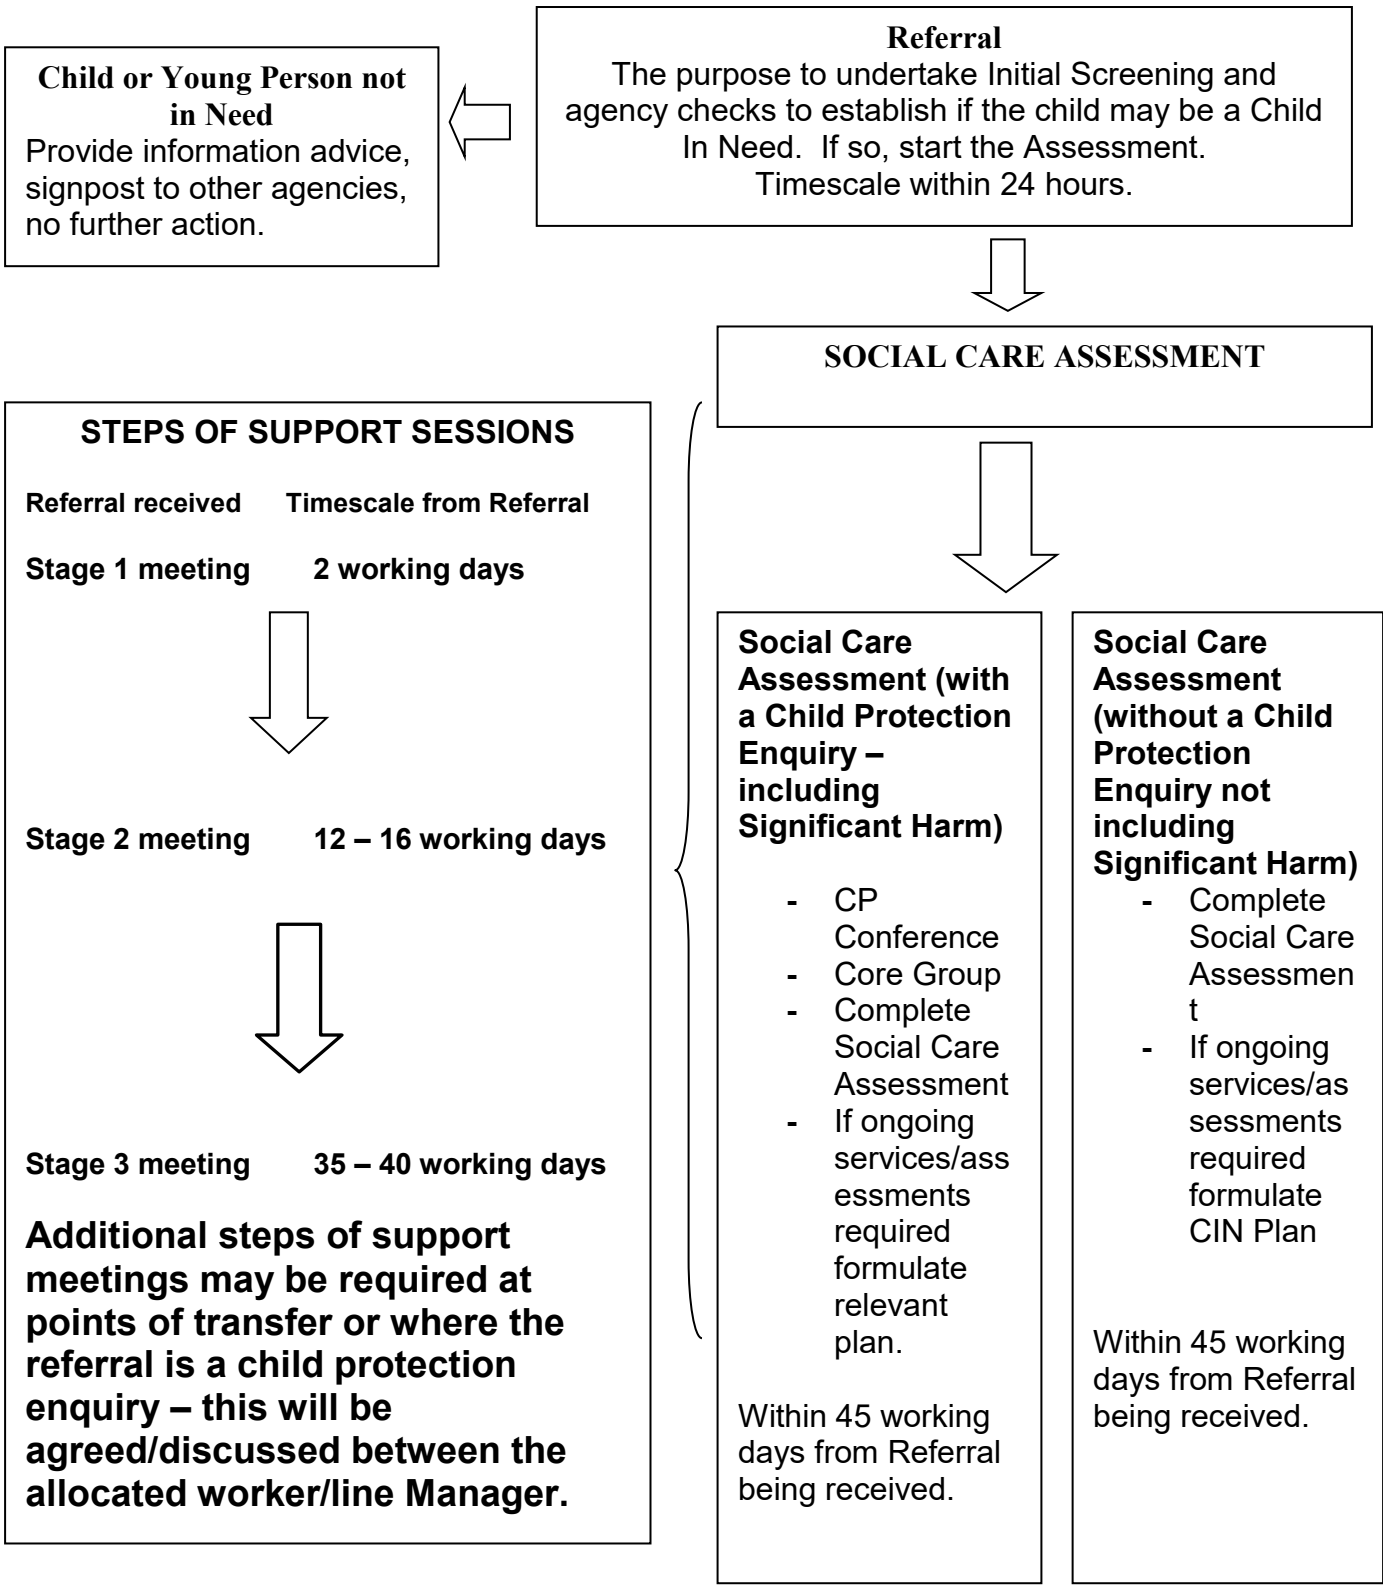 Referral
The purpose to undertake Initial Screening and
agency checks to establish if the child may be a Child
In Need.  If so, start the Assessment.
Timescale within 24 hours.
Child or Young Person not
in Need
Provide information advice,
signpost to other agencies,
no further action.
SOCIAL CARE ASSESSMENT
STEPS OF SUPPORT SESSIONS
Referral received Timescale from Referral
Stage 1 meeting 2 working days
Stage 2 meeting 12 – 16 working days
Stage 3 meeting 35 – 40 working days
Additional steps of support
meetings may be required at
points of transfer or where the
referral is a child protection
enquiry – this will be
agreed/discussed between the
allocated worker/line Manager.
Social Care
Assessment (with
a Child Protection
Enquiry –
including
Significant Harm)
- CP
Conference
- Core Group
- Complete
Social Care
Assessment
- If ongoing
services/ass
essments
required
formulate
relevant
plan.
Within 45 working
days from Referral
being received.
Social Care
Assessment
(without a Child
Protection
Enquiry not
including
Significant Harm)
- Complete
Social Care
Assessmen
t
- If ongoing
services/as
sessments
required
formulate
CIN Plan
Within 45 working
days from Referral
being received.